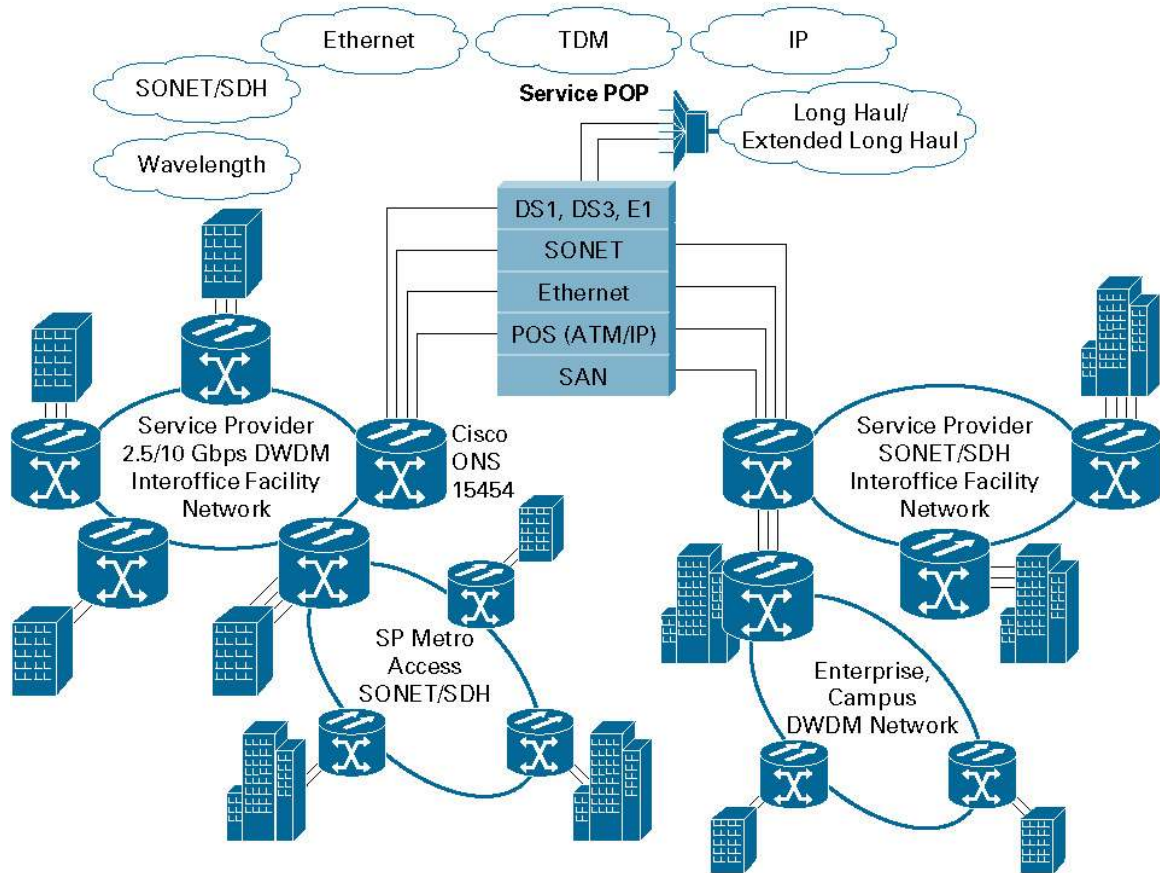 Ethernet
TDM
IP
SONET/SDH
Service POP
Long Haul/
Extended Long Haul
Wavelength
DS1, DS3, E1
SONET
Ethernet
POS (ATM/IP)
SAN
Service Provider
2.5/10 Gbps DWDM
Interoffice Facility
Network
Cisco
ONS
15454
Service Provider
SONET/SDH
Interoffice Facility
Network
SP Metro
Access
SONET/SDH
Enterprise,
Campus
DWDM Network